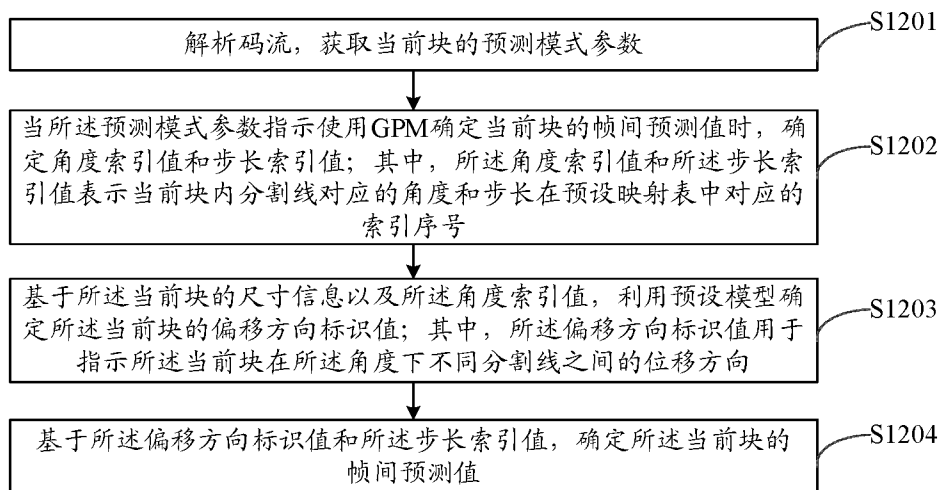 解析码流，获取当前块的预测模式参数
S1201
当所述预测模式参数指示使用GPM确定当前块的帧间预测值时，确
定角度索引值和步长索引值；其中，所述角度索引值和所述步长索
引值表示当前块内分割线对应的角度和步长在预设映射表中对应的
索引序号
S1202
基于所述当前块的尺寸信息以及所述角度索引值，利用预设模型确
定所述当前块的偏移方向标识值；其中，所述偏移方向标识值用于
指示所述当前块在所述角度下不同分割线之间的位移方向
S1203
基于所述偏移方向标识值和所述步长索引值，确定所述当前块的
帧间预测值
S1204